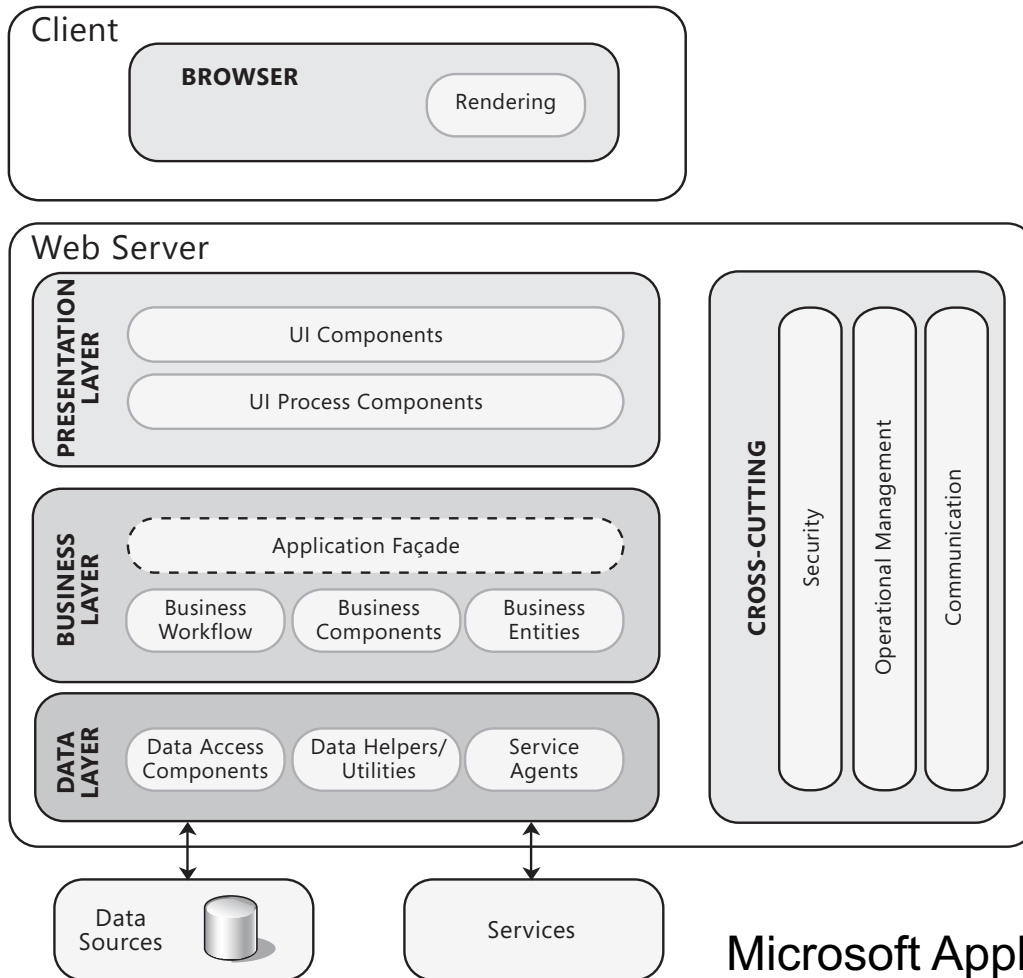 Client
BROWSER
Rendering
Web Server
PRESENTATION
LAYER
UI Components
UI Process Components
BUSINESS
LAYER
Application Façade
Business
Workflow
Business
Components
Business
Entities
DATA
LAYER
Data Access
Components
Data Helpers/
Utilities
Service
Agents
CROSS-CUTTING
Security
Operational Management
Communication
Data
Sources
Services
Microsoft Appl